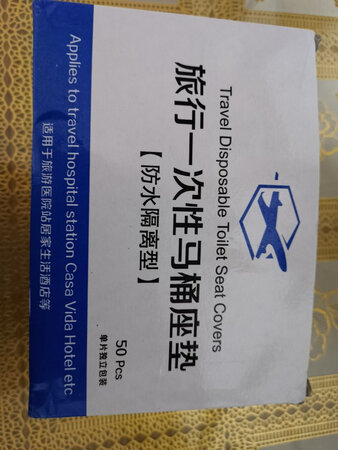 Travel Disposable Toilet Seat Covers
旅行一次性马桶座垫
【防水隔离型】
50 Pcs
单片独立包装
Applies to travel hospital station Casa Vida Hotel etc
适用于旅游医院站居家生活酒店等